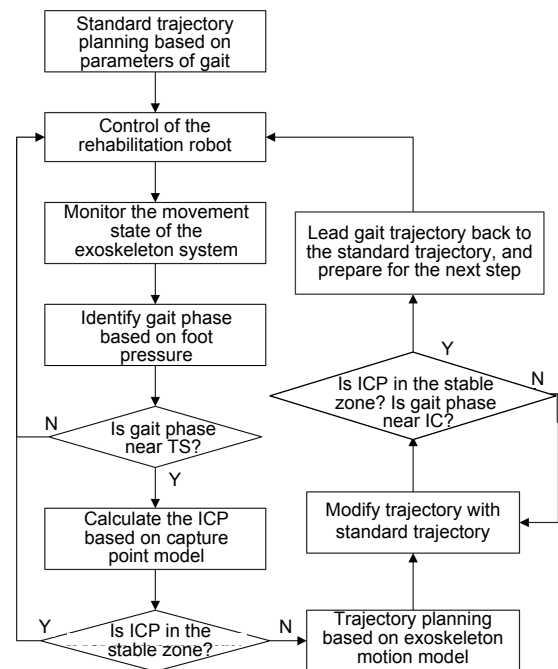 Standard trajectory
planning based on
parameters of gait
Control of the
rehabilitation robot
Monitor the movement
state of the
exoskeleton system
Identify gait phase
based on foot
pressure
N
Is gait phase
near TS?
Y
Calculate the ICP
based on capture
point model
Y
Is ICP in the
stable zone?
N
Trajectory planning
based on exoskeleton
motion model
Modify trajectory with
standard trajectory
Is ICP in the stable
zone? Is gait phase
near IC?
N
Y
Lead gait trajectory back to
the standard trajectory, and
prepare for the next step